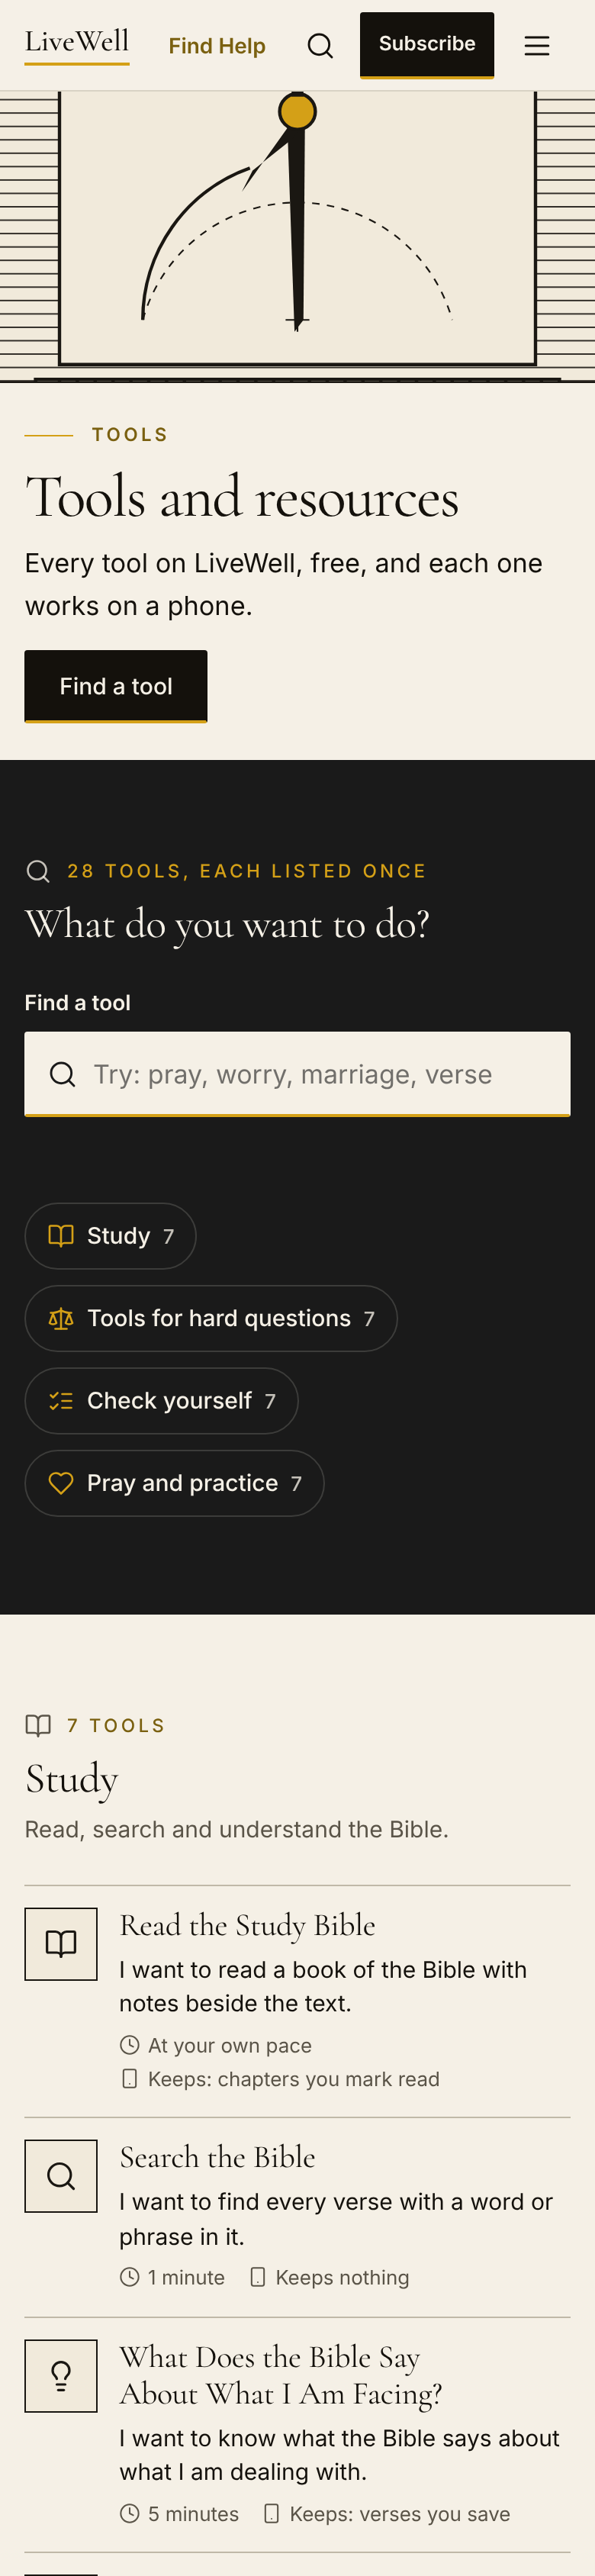 LiveWell
Find Help
Subscribe
TOOLS
Tools and resources
Every tool on LiveWell, free, and each one
works on a phone.
Find a tool
28 TOOLS, EACH LISTED ONCE
What do you want to do?
Find a tool
Try: pray, worry, marriage, verse
Study 7
Tools for hard questions 7
Check yourself 7
Pray and practice 7
7 TOOLS
Study
Read, search and understand the Bible.
Read the Study Bible
I want to read a book of the Bible with
notes beside the text.
At your own pace
Keeps: chapters you mark read
Search the Bible
I want to find every verse with a word or
phrase in it.
1 minute Keeps nothing
What Does the Bible Say
About What I Am Facing?
I want to know what the Bible says about
what I am dealing with.
5 minutes Keeps: verses you save